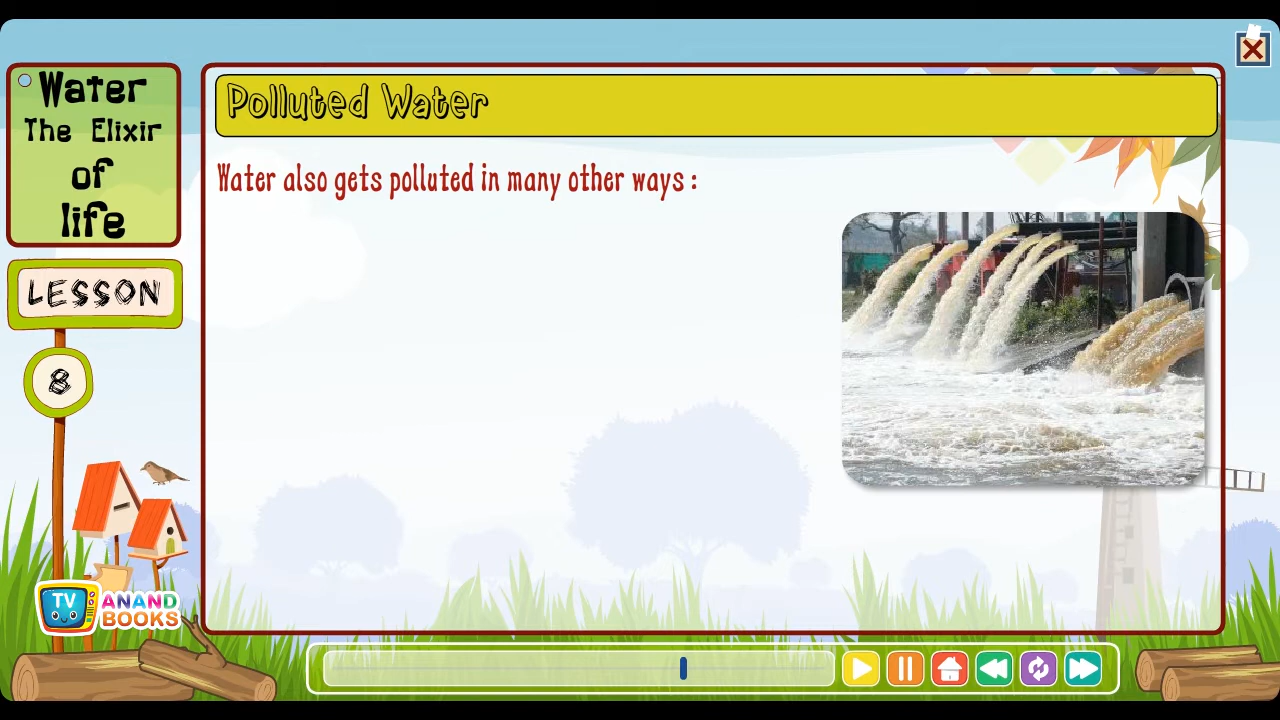 Water
The Elixir
of
life
LESSON
8
Polluted Water
Water also gets polluted in many other ways :
TV
ANAND
BOOKS